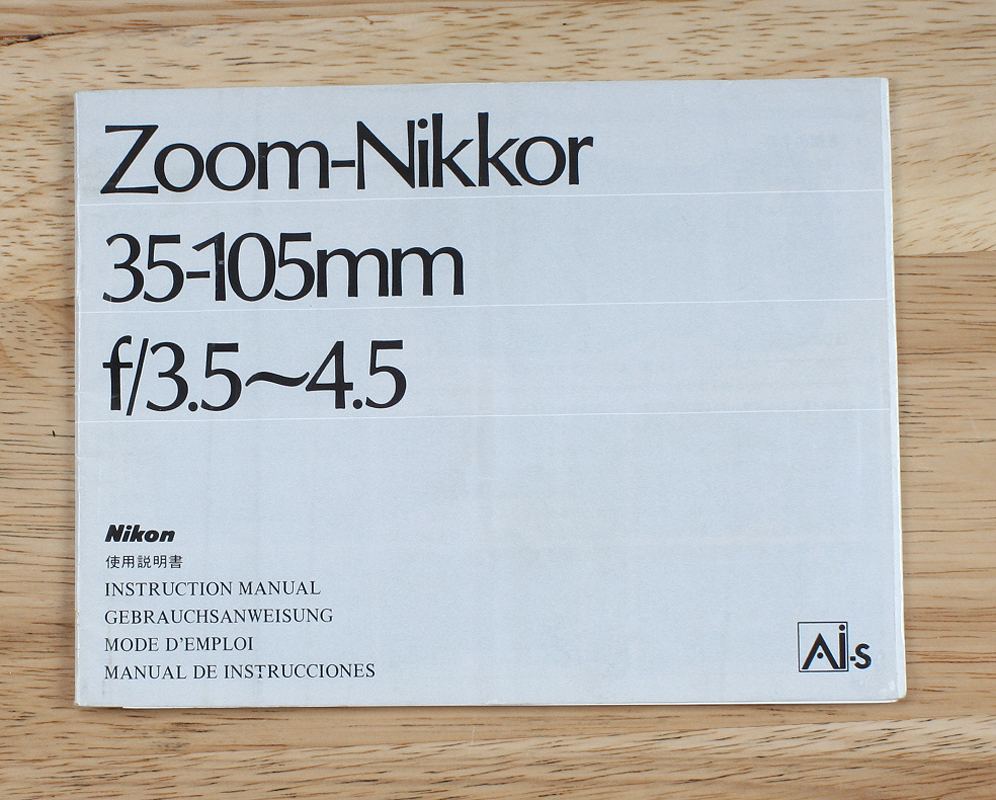 Zoom-Nikkor
35-105mm
f/3.5~4.5
Nikon
使用説明書
INSTRUCTION MANUAL
GEBRAUCHSANWEISUNG
MODE D'EMPLOI
MANUAL DE INSTRUCCIONES
Ai-s